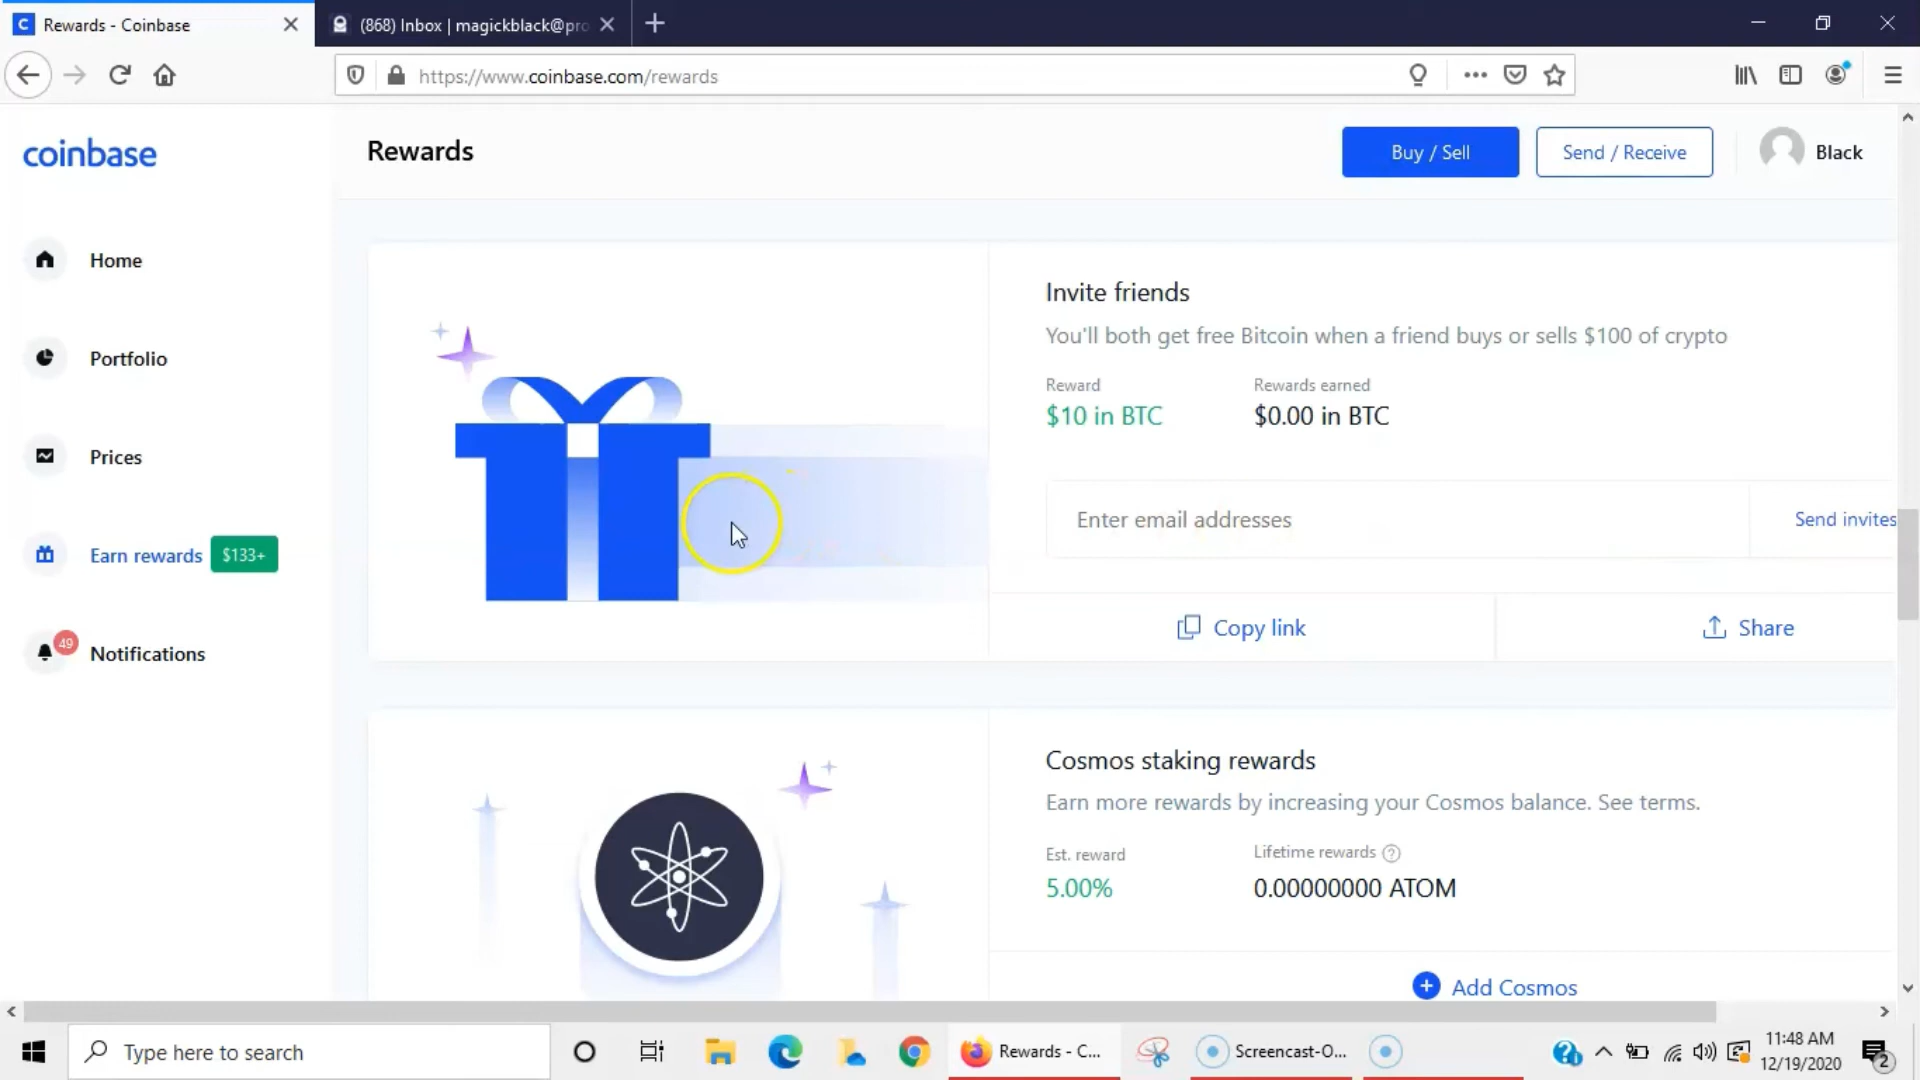 Rewards - Coinbase
(868) Inbox | magickblack@pro
https://www.coinbase.com/rewards
coinbase
Rewards
Buy / Sell
Send / Receive
Black
Home
Portfolio
Prices
Earn rewards $133+
49
Notifications
Invite friends
You'll both get free Bitcoin when a friend buys or sells $100 of crypto
Reward
Rewards earned
$10 in BTC
$0.00 in BTC
Enter email addresses
Send invites
Copy link
Share
Cosmos staking rewards
Earn more rewards by increasing your Cosmos balance. See terms.
Est. reward
Lifetime rewards
5.00%
0.00000000 ATOM
Add Cosmos
Type here to search
Rewards - C...
Screencast-O...
11:48 AM
12/19/2020
2